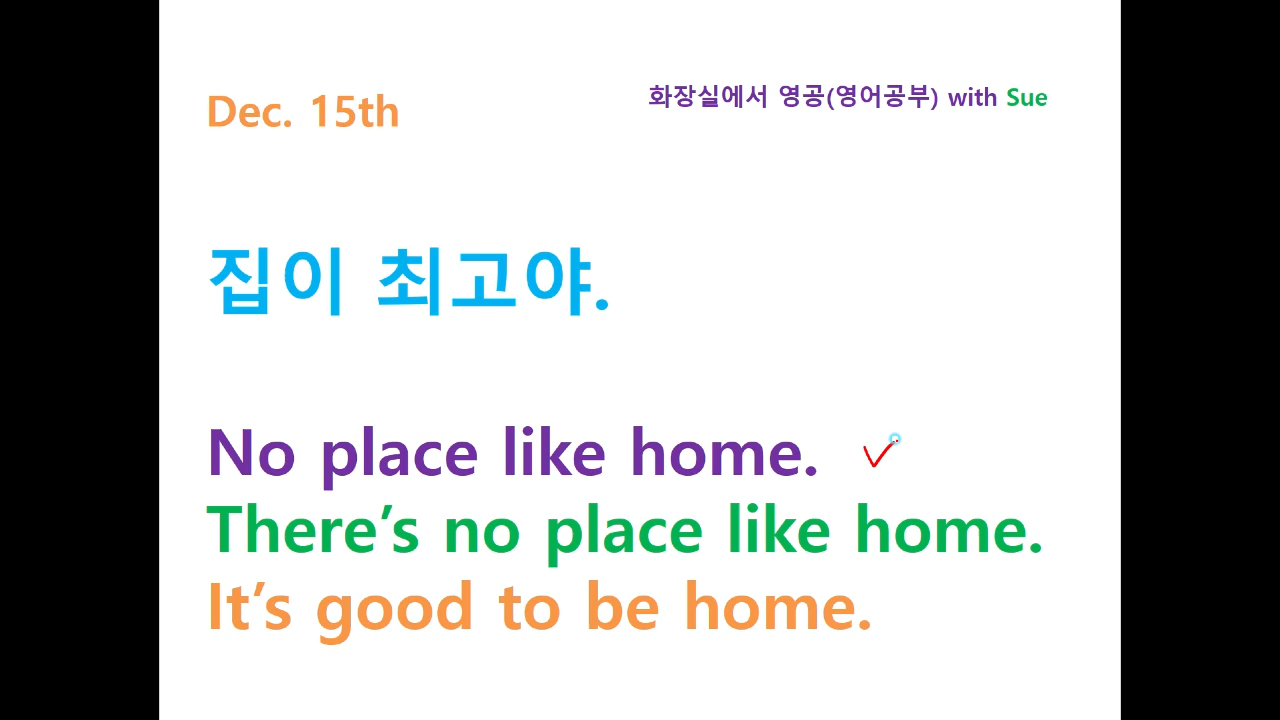 Dec. 15th
화장실에서 영공(영어공부) with Sue
집이 최고야.
No place like home.
There’s no place like home.
It’s good to be home.